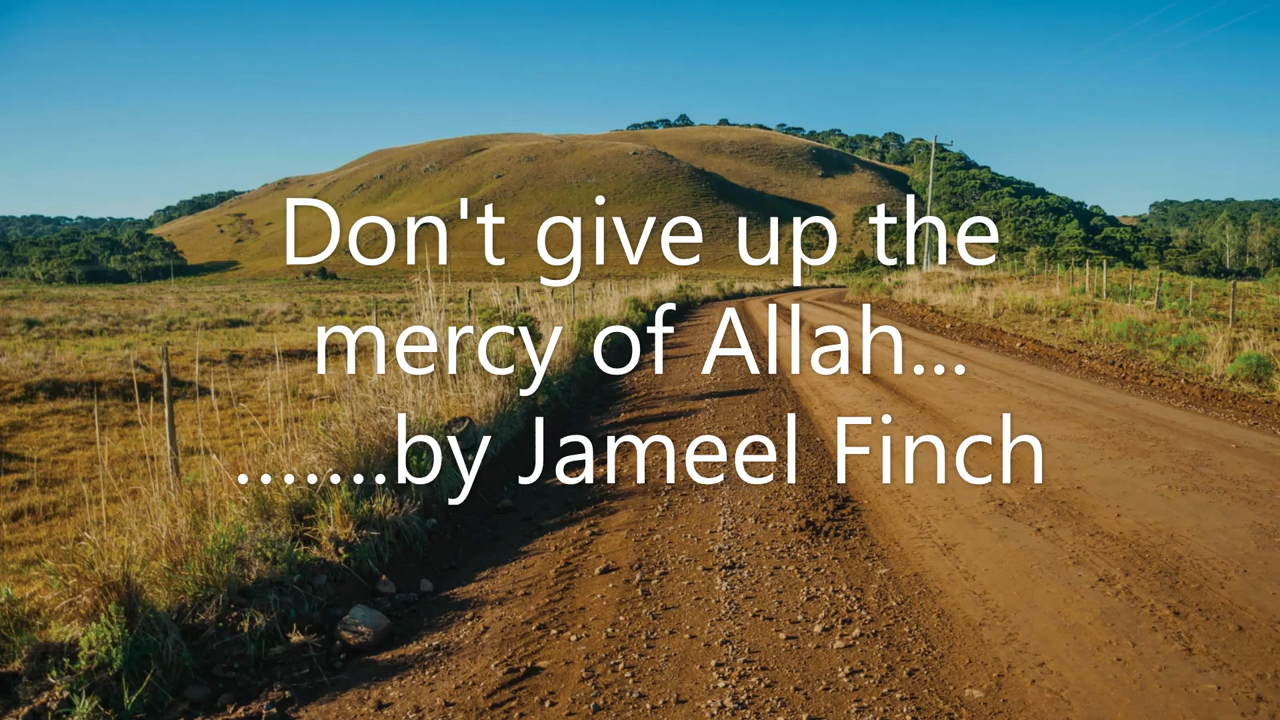 Don't give up the
mercy of Allah...
.......by Jameel Finch